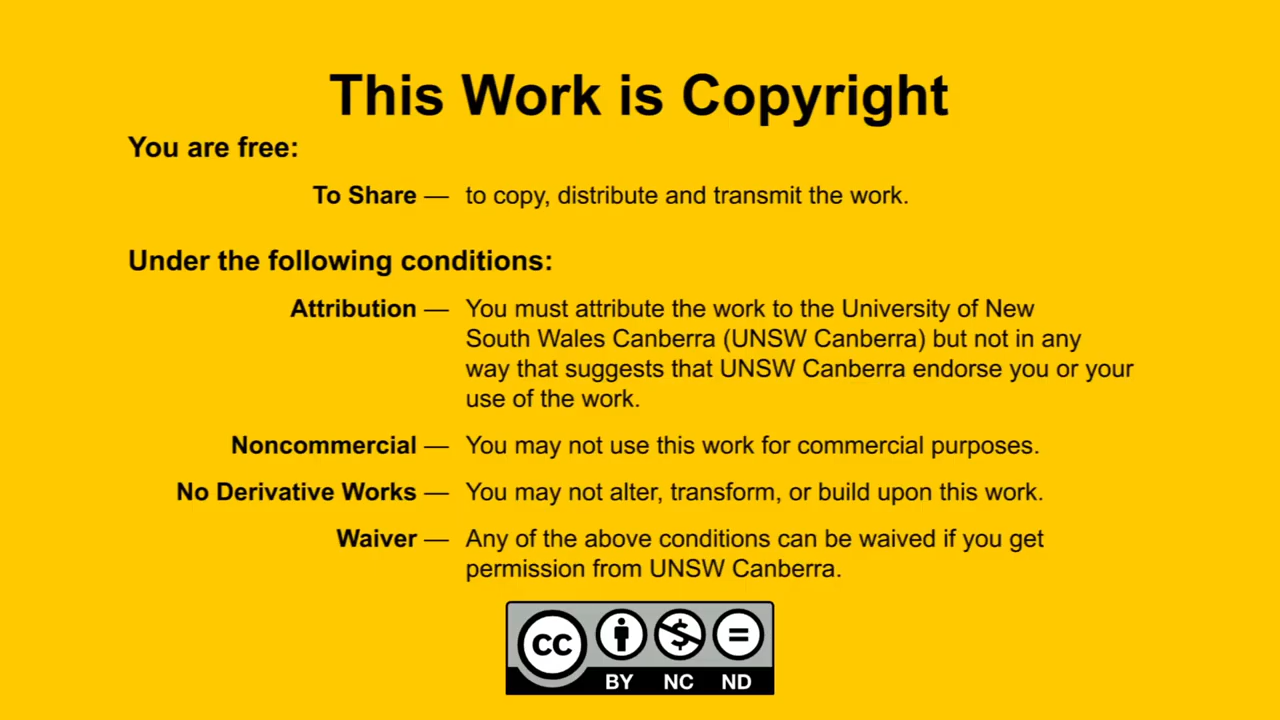 This Work is Copyright
You are free:
To Share — to copy, distribute and transmit the work.
Under the following conditions:
Attribution — You must attribute the work to the University of New
South Wales Canberra (UNSW Canberra) but not in any
way that suggests that UNSW Canberra endorse you or your
use of the work.
Noncommercial — You may not use this work for commercial purposes.
No Derivative Works — You may not alter, transform, or build upon this work.
Waiver — Any of the above conditions can be waived if you get
permission from UNSW Canberra.
CC
BY NC ND